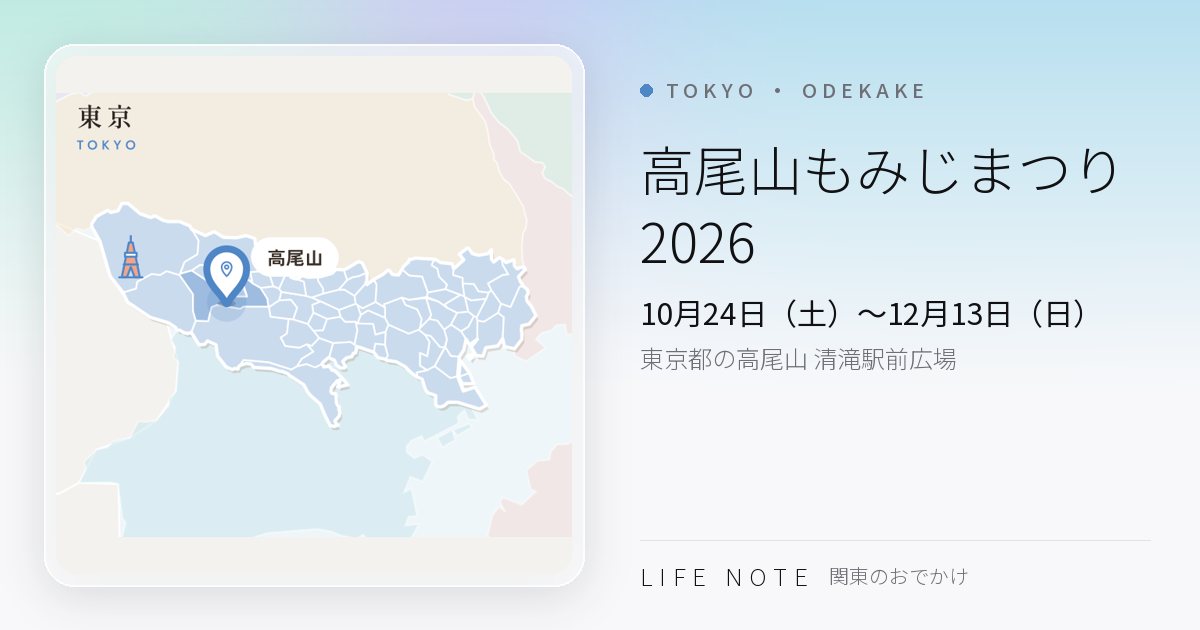 東京
TOKYO
高尾山
TOKYO • ODEKAKE
高尾山もみじまつり
2026
10月24日（土）〜12月13日（日）
東京都の高尾山 清滝駅前広場
LIFE NOTE 関東のおでかけ